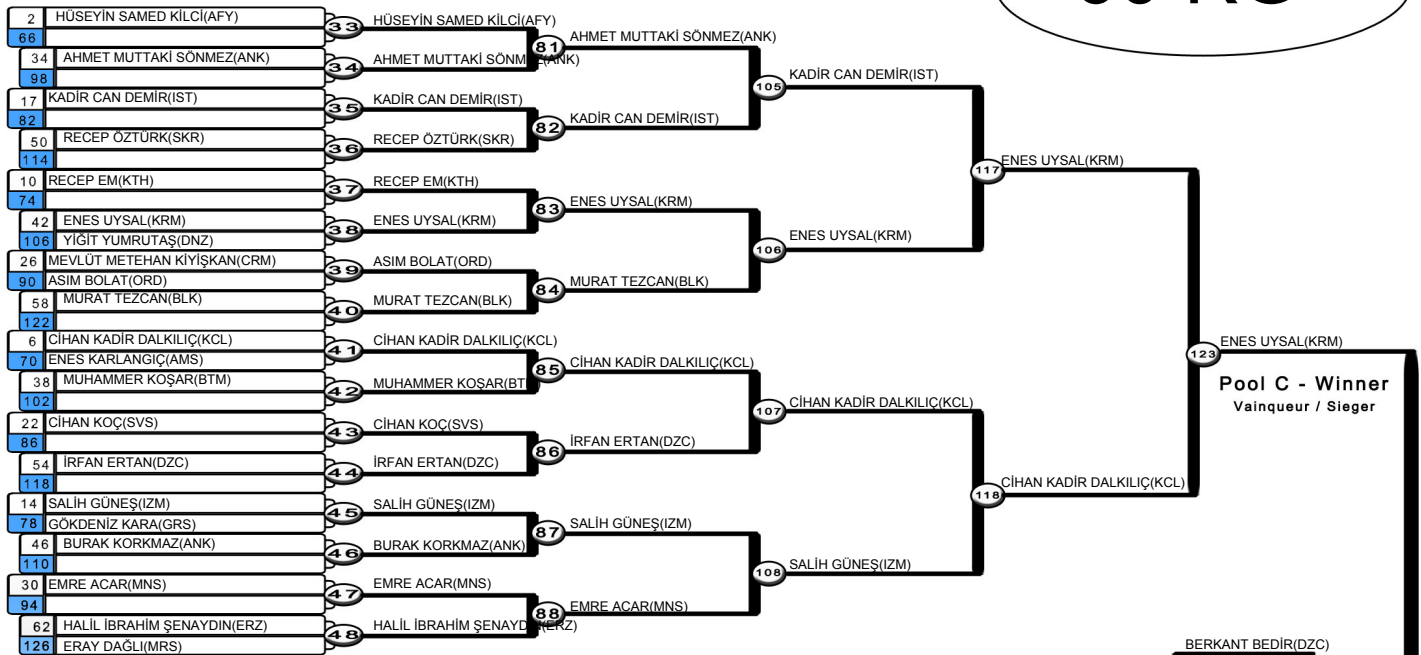 2 HÜSEYİN SAMED KİLCİ(AFY)
66
34 AHMET MUTTAKİ SÖNMEZ(ANK)
98
17 KADİR CAN DEMİR(IST)
82
50 RECEP ÖZTÜRK(SKR)
114
10 RECEP EM(KTH)
74
42 ENES UYSAL(KRM)
106 YİĞİT YUMRUTAŞ(DNZ)
26 MEVLÜT METEHAN KİYİŞKAN(CRM)
90 ASIM BOLAT(ORD)
58 MURAT TEZCAN(BLK)
122
6 CİHAN KADİR DALKILIÇ(KCL)
70 ENES KARLANGIÇ(AMS)
38 MUHAMMER KOŞAR(BTM)
102
22 CİHAN KOÇ(SVS)
86
54 İRFAN ERTAN(DZC)
118
14 SALİH GÜNEŞ(IZM)
78 GÖKDENİZ KARA(GRS)
46 BURAK KORKMAZ(ANK)
110
30 EMRE ACAR(MNS)
94
62 HALİL İBRAHİM ŞENAYDIN(ERZ)
126 ERAY DAĞLI(MRS)
33 HÜSEYİN SAMED KİLCİ(AFY)
34 AHMET MUTTAKİ SÖNMEZ(ANK)
35 KADİR CAN DEMİR(IST)
36 RECEP ÖZTÜRK(SKR)
37 RECEP EM(KTH)
38 ENES UYSAL(KRM)
39 ASIM BOLAT(ORD)
40 MURAT TEZCAN(BLK)
41 CİHAN KADİR DALKILIÇ(KCL)
42 MUHAMMER KOŞAR(BT
43 CİHAN KOÇ(SVS)
44 İRFAN ERTAN(DZC)
45 SALİH GÜNEŞ(IZM)
46 BURAK KORKMAZ(ANK)
47 EMRE ACAR(MNS)
48 HALİL İBRAHİM ŞENAYDIN(ERZ)
81 AHMET MUTTAKİ SÖNMEZ(ANK)
82 KADİR CAN DEMİR(IST)
83 ENES UYSAL(KRM)
84 MURAT TEZCAN(BLK)
85 CİHAN KADİR DALKILIÇ(KCL)
86 İRFAN ERTAN(DZC)
87 SALİH GÜNEŞ(IZM)
88 EMRE ACAR(MNS)
105 KADİR CAN DEMİR(IST)
106 ENES UYSAL(KRM)
107 CİHAN KADİR DALKILIÇ(KCL)
108 SALİH GÜNEŞ(IZM)
117 ENES UYSAL(KRM)
118 CİHAN KADİR DALKILIÇ(KCL)
123 ENES UYSAL(KRM)
Pool C - Winner
Vainqueur / Sieger
BERKANT BEDİR(DZC)